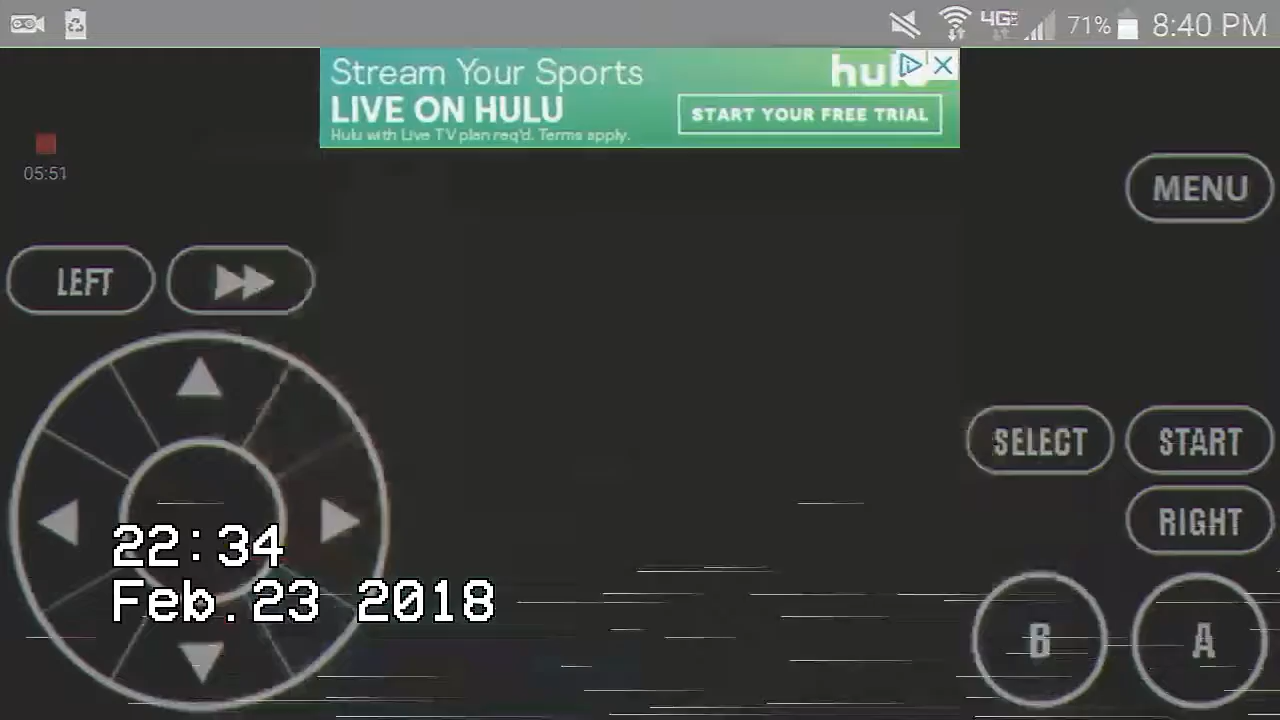 4GE 71% 8:40 PM
Stream Your Sports
LIVE ON HULU
Hulu with Live TV plan req'd. Terms apply.
hulu
START YOUR FREE TRIAL
05:51
MENU
LEFT
SELECT
START
RIGHT
22:34
Feb.23 2018
B
A